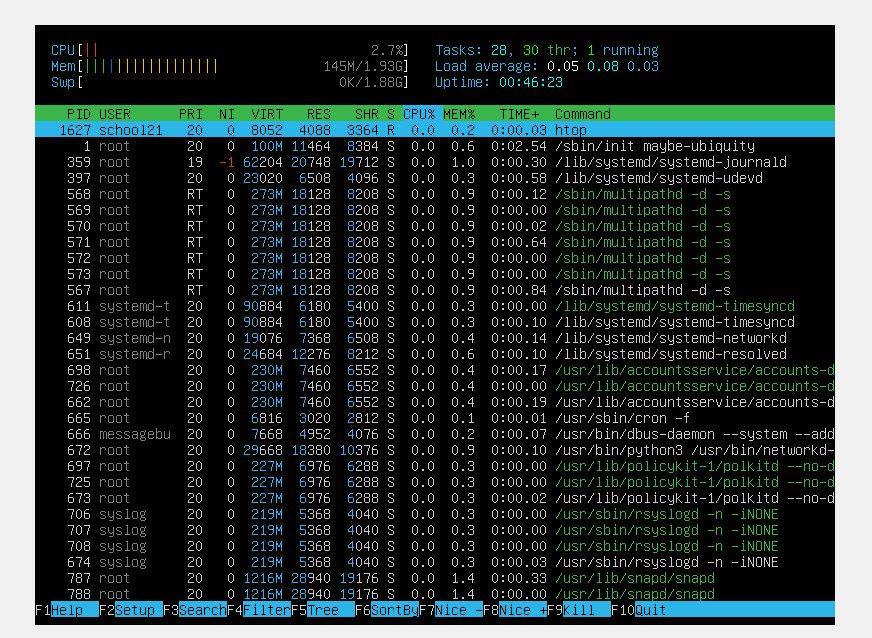 CPU[|| 2.7%] Tasks: 28, 30 thr; 1 running
Mem[||||||||||||||||| 145M/1.93G] Load average: 0.05 0.08 0.03
Swp[ 0K/1.88G] Uptime: 00:46:23
PID USER PRI NI VIRT RES SHR S CPU% MEM% TIME+ Command
1627 school21 20 0 8052 4088 3364 R 0.0 0.2 0:00.03 htop
1 root 20 0 100M 11464 8384 S 0.0 0.6 0:02.54 /sbin/init maybe-ubiquity
359 root 19 -1 62204 20748 19712 S 0.0 1.0 0:00.30 /lib/systemd/systemd-journald
397 root 20 0 23020 6508 4096 S 0.0 0.3 0:00.58 /lib/systemd/systemd-udevd
568 root RT 0 273M 18128 8208 S 0.0 0.9 0:00.12 /sbin/multipathd -d -s
569 root RT 0 273M 18128 8208 S 0.0 0.9 0:00.00 /sbin/multipathd -d -s
570 root RT 0 273M 18128 8208 S 0.0 0.9 0:00.02 /sbin/multipathd -d -s
571 root RT 0 273M 18128 8208 S 0.0 0.9 0:00.64 /sbin/multipathd -d -s
572 root RT 0 273M 18128 8208 S 0.0 0.9 0:00.00 /sbin/multipathd -d -s
573 root RT 0 273M 18128 8208 S 0.0 0.9 0:00.00 /sbin/multipathd -d -s
567 root RT 0 273M 18128 8208 S 0.0 0.9 0:00.84 /sbin/multipathd -d -s
611 systemd-t 20 0 90884 6180 5400 S 0.0 0.3 0:00.00 /lib/systemd/systemd-timesyncd
608 systemd-t 20 0 90884 6180 5400 S 0.0 0.3 0:00.10 /lib/systemd/systemd-timesyncd
649 systemd-n 20 0 19076 7368 6508 S 0.0 0.4 0:00.14 /lib/systemd/systemd-networkd
651 systemd-r 20 0 24684 12276 8212 S 0.0 0.6 0:00.10 /lib/systemd/systemd-resolved
698 root 20 0 230M 7460 6552 S 0.0 0.4 0:00.17 /usr/lib/accountsservice/accounts-d
726 root 20 0 230M 7460 6552 S 0.0 0.4 0:00.00 /usr/lib/accountsservice/accounts-d
662 root 20 0 230M 7460 6552 S 0.0 0.4 0:00.19 /usr/lib/accountsservice/accounts-d
665 root 20 0 6816 3020 2812 S 0.0 0.1 0:00.01 /usr/sbin/cron -f
666 messagebu 20 0 7668 4952 4076 S 0.0 0.2 0:00.07 /usr/bin/dbus-daemon --system --add
672 root 20 0 29668 18380 10376 S 0.0 0.9 0:00.10 /usr/bin/python3 /usr/bin/networkd-
697 root 20 0 227M 6976 6288 S 0.0 0.3 0:00.00 /usr/lib/policykit-1/polkitd --no-d
725 root 20 0 227M 6976 6288 S 0.0 0.3 0:00.00 /usr/lib/policykit-1/polkitd --no-d
673 root 20 0 227M 6976 6288 S 0.0 0.3 0:00.02 /usr/lib/policykit-1/polkitd --no-d
706 syslog 20 0 219M 5368 4040 S 0.0 0.3 0:00.00 /usr/sbin/rsyslogd -n -iNONE
707 syslog 20 0 219M 5368 4040 S 0.0 0.3 0:00.00 /usr/sbin/rsyslogd -n -iNONE
708 syslog 20 0 219M 5368 4040 S 0.0 0.3 0:00.00 /usr/sbin/rsyslogd -n -iNONE
674 syslog 20 0 219M 5368 4040 S 0.0 0.3 0:00.03 /usr/sbin/rsyslogd -n -iNONE
787 root 20 0 1216M 28940 19176 S 0.0 1.4 0:00.33 /usr/lib/snapd/snapd
788 root 20 0 1216M 28940 19176 S 0.0 1.4 0:00.00 /usr/lib/snapd/snapd
F1Help F2Setup F3SearchF4FilterF5Tree F6SortByF7Nice -F8Nice +F9Kill F10Quit